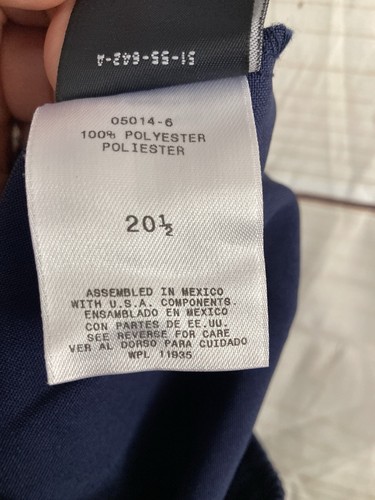 51-55-642-A
05014-6
100% POLYESTER
POLIESTER
20½
ASSEMBLED IN MEXICO
WITH U.S.A. COMPONENTS.
ENSAMBLADO EN MEXICO
CON PARTES DE EE.UU.
SEE REVERSE FOR CARE
VER AL DORSO PARA CUIDADO
WPL 11935